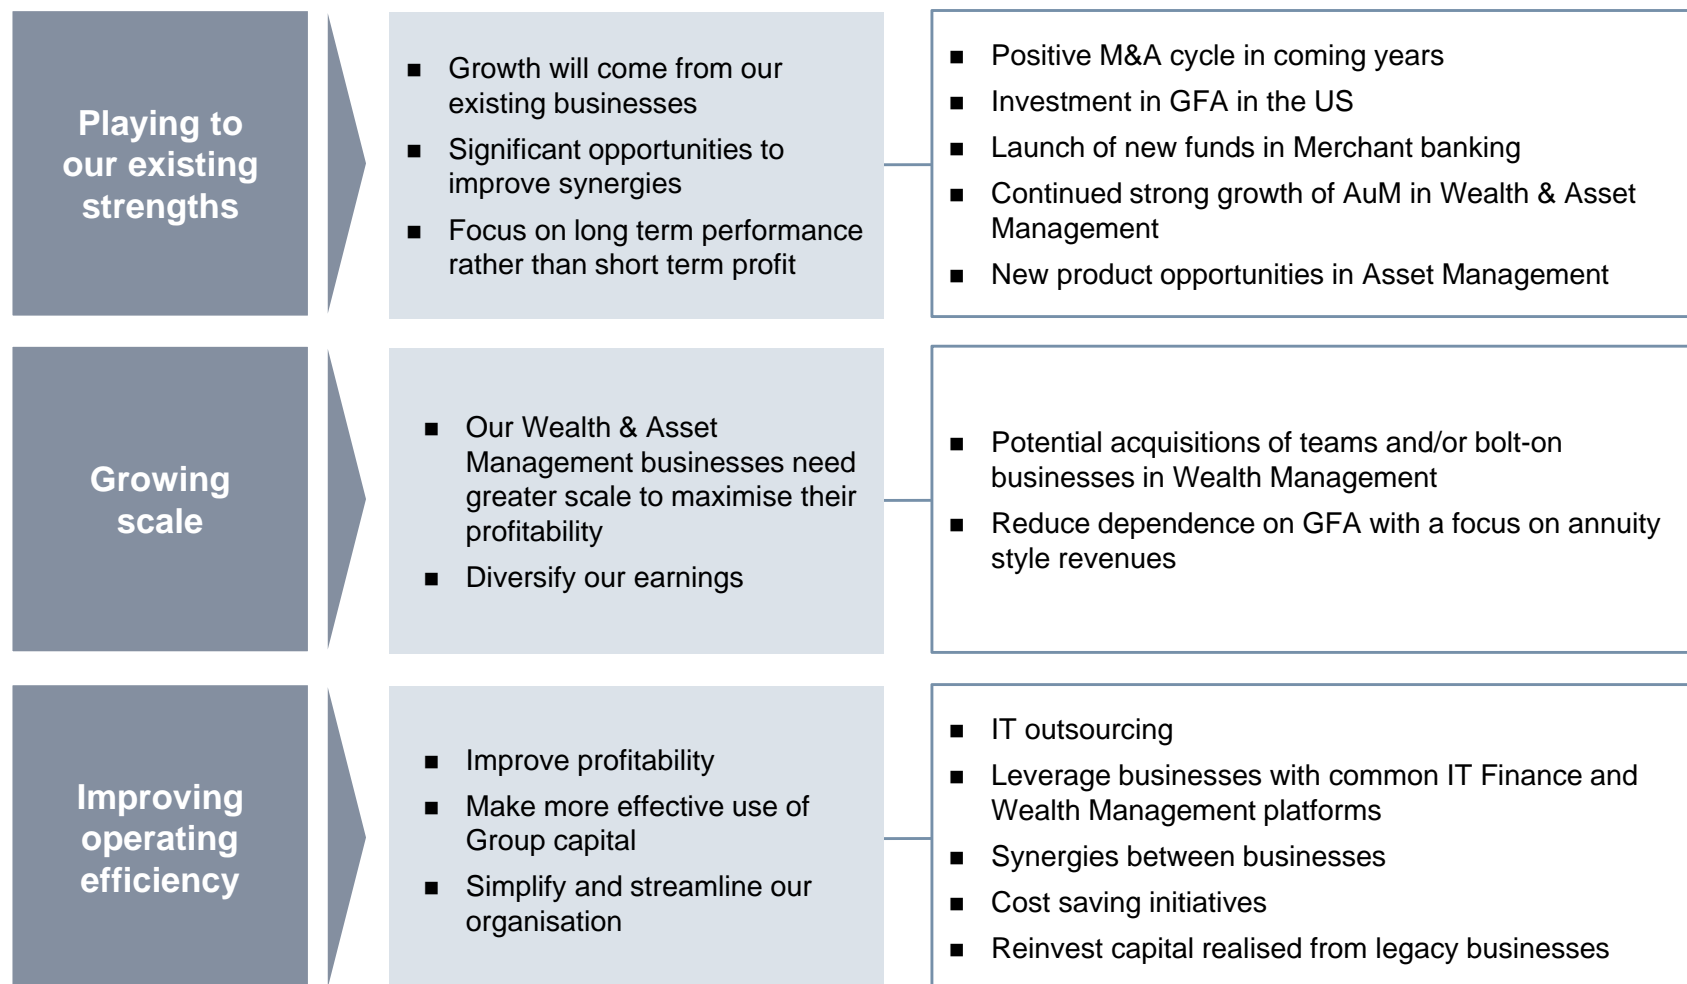 Playing to
our existing
strengths
■ Growth will come from our
existing businesses
■ Significant opportunities to
improve synergies
■ Focus on long term performance
rather than short term profit
■ Positive M&A cycle in coming years
■ Investment in GFA in the US
■ Launch of new funds in Merchant banking
■ Continued strong growth of AuM in Wealth & Asset
Management
■ New product opportunities in Asset Management
Growing
scale
■ Our Wealth & Asset
Management businesses need
greater scale to maximise their
profitability
■ Diversify our earnings
■ Potential acquisitions of teams and/or bolt-on
businesses in Wealth Management
■ Reduce dependence on GFA with a focus on annuity
style revenues
Improving
operating
efficiency
■ Improve profitability
■ Make more effective use of
Group capital
■ Simplify and streamline our
organisation
■ IT outsourcing
■ Leverage businesses with common IT Finance and
Wealth Management platforms
■ Synergies between businesses
■ Cost saving initiatives
■ Reinvest capital realised from legacy businesses